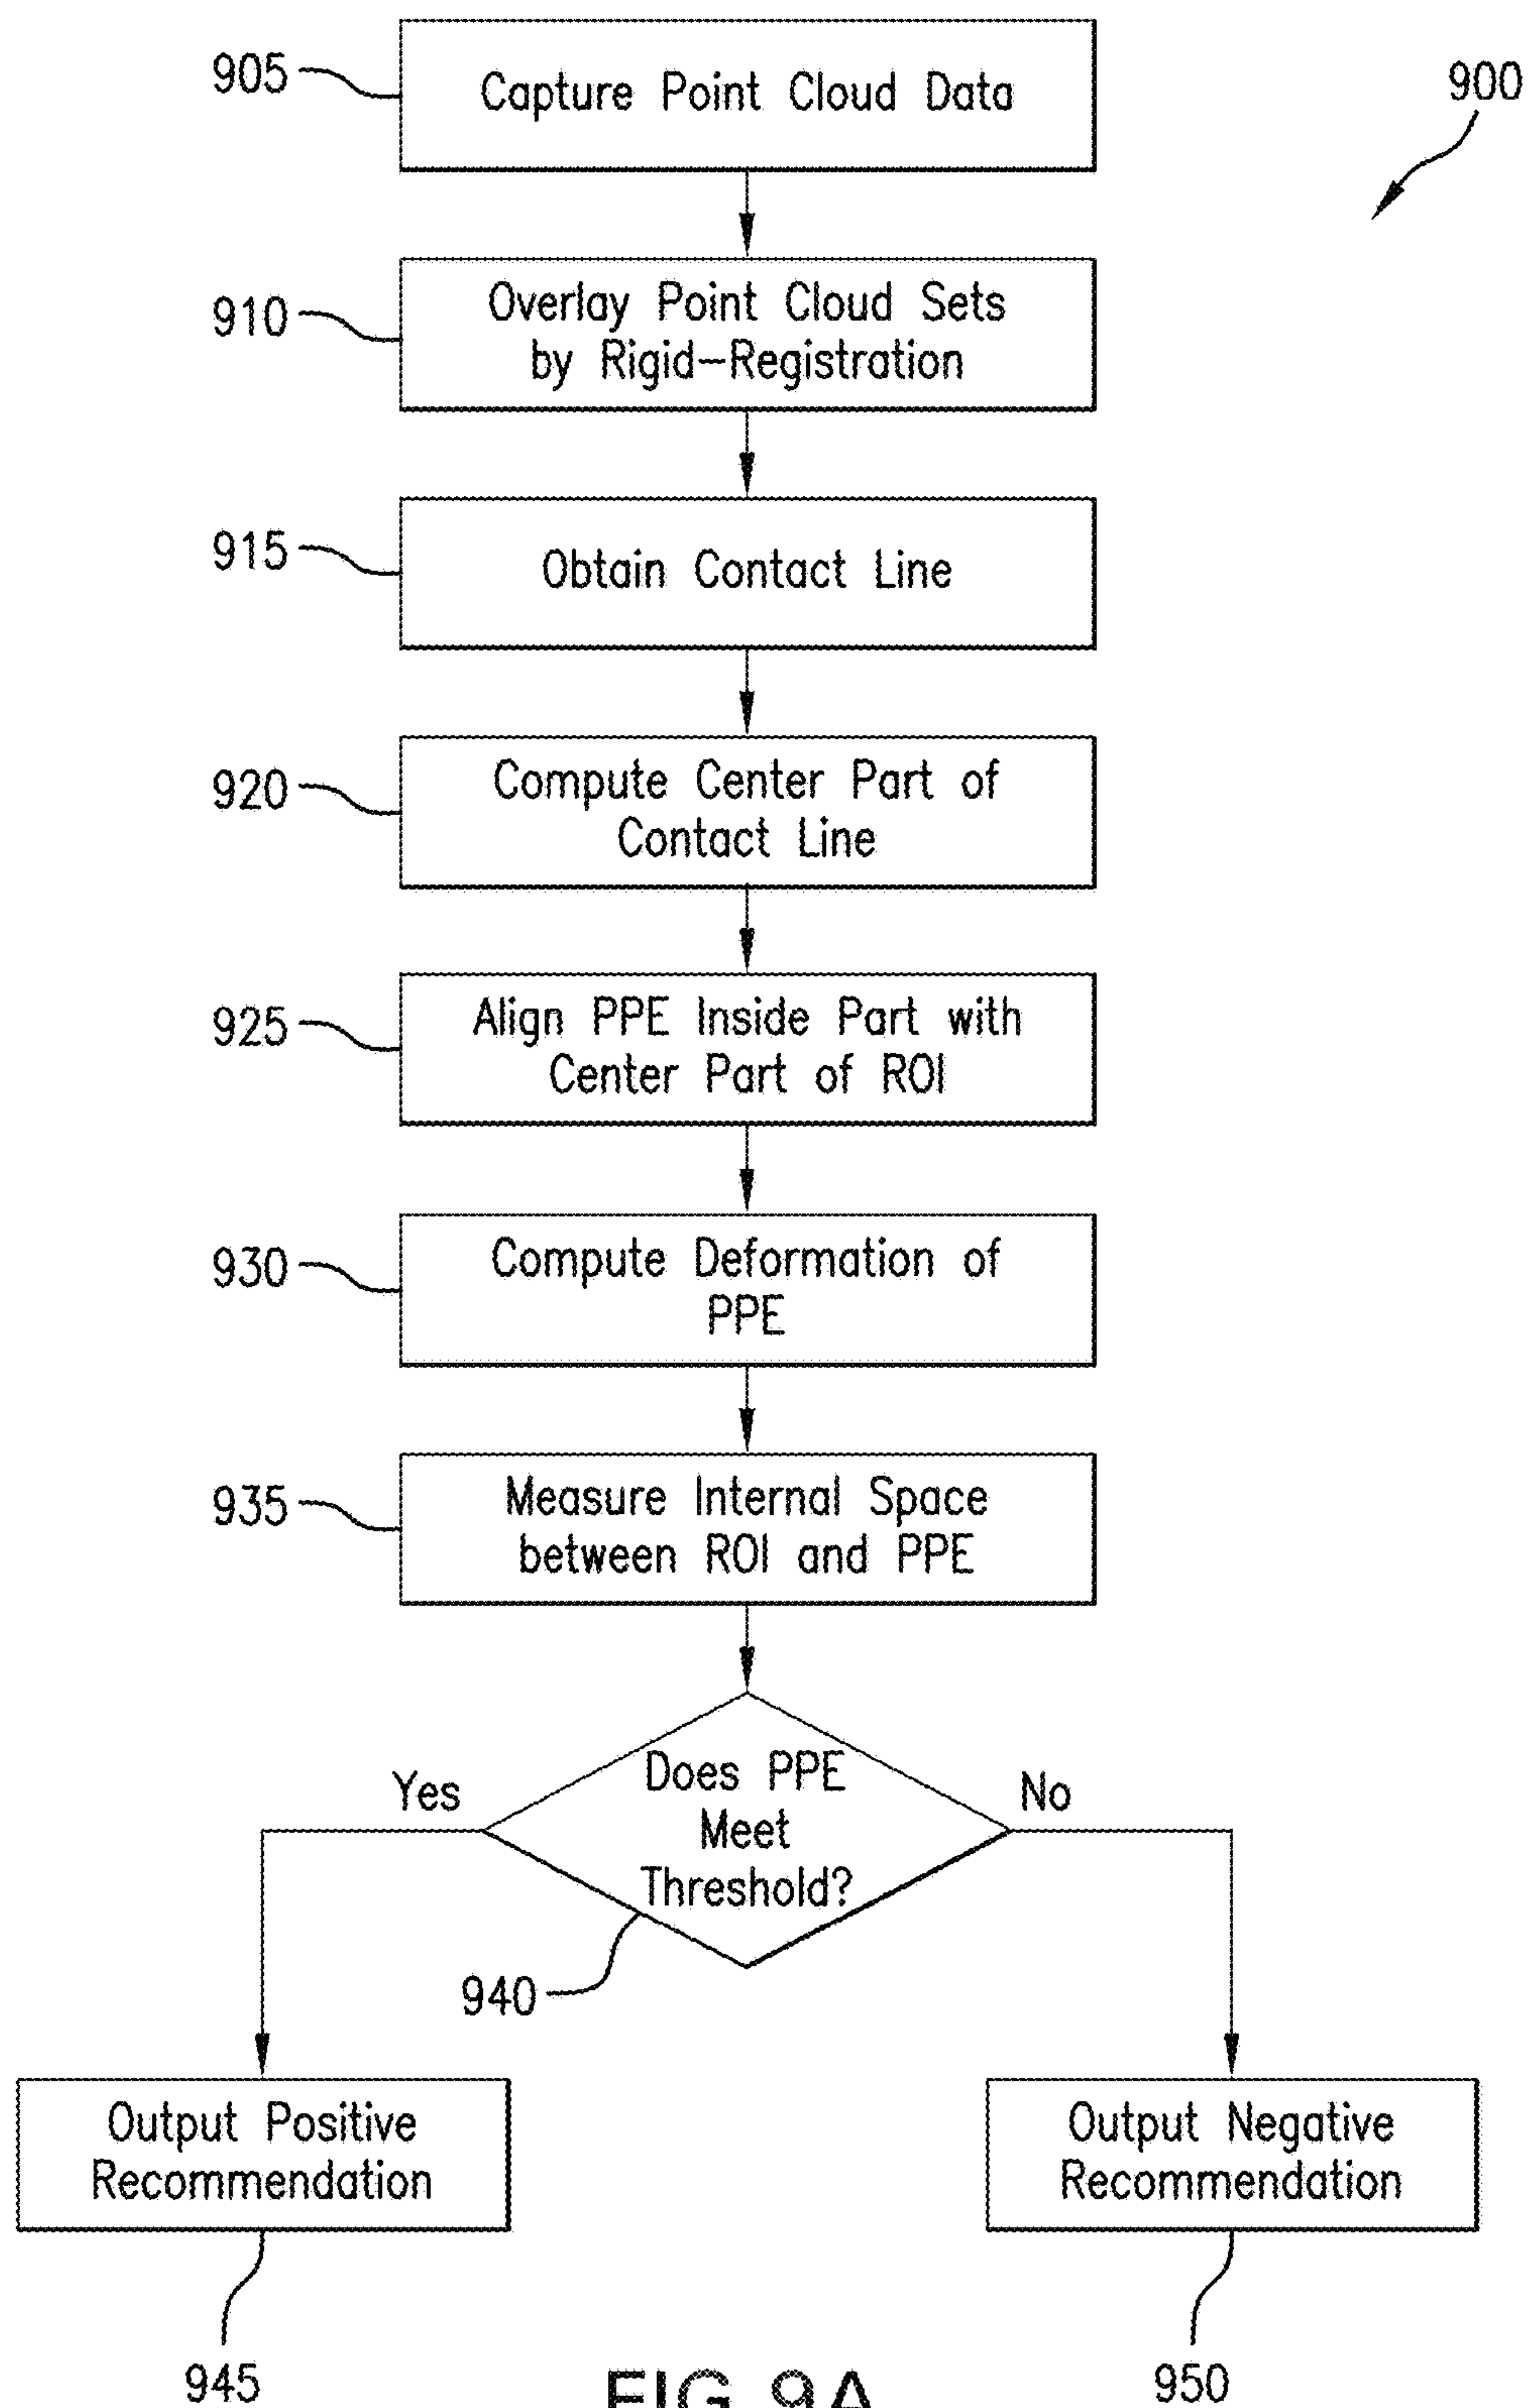 905
Capture Point Cloud Data
900
910
Overlay Point Cloud Sets
by Rigid-Registration
915
Obtain Contact Line
920
Compute Center Part of
Contact Line
925
Align PPE Inside Part with
Center Part of ROI
930
Compute Deformation of
PPE
935
Measure Internal Space
between ROI and PPE
Yes
Does PPE
Meet
Threshold?
No
940
Output Positive
Recommendation
Output Negative
Recommendation
945
950
FIG. 9A